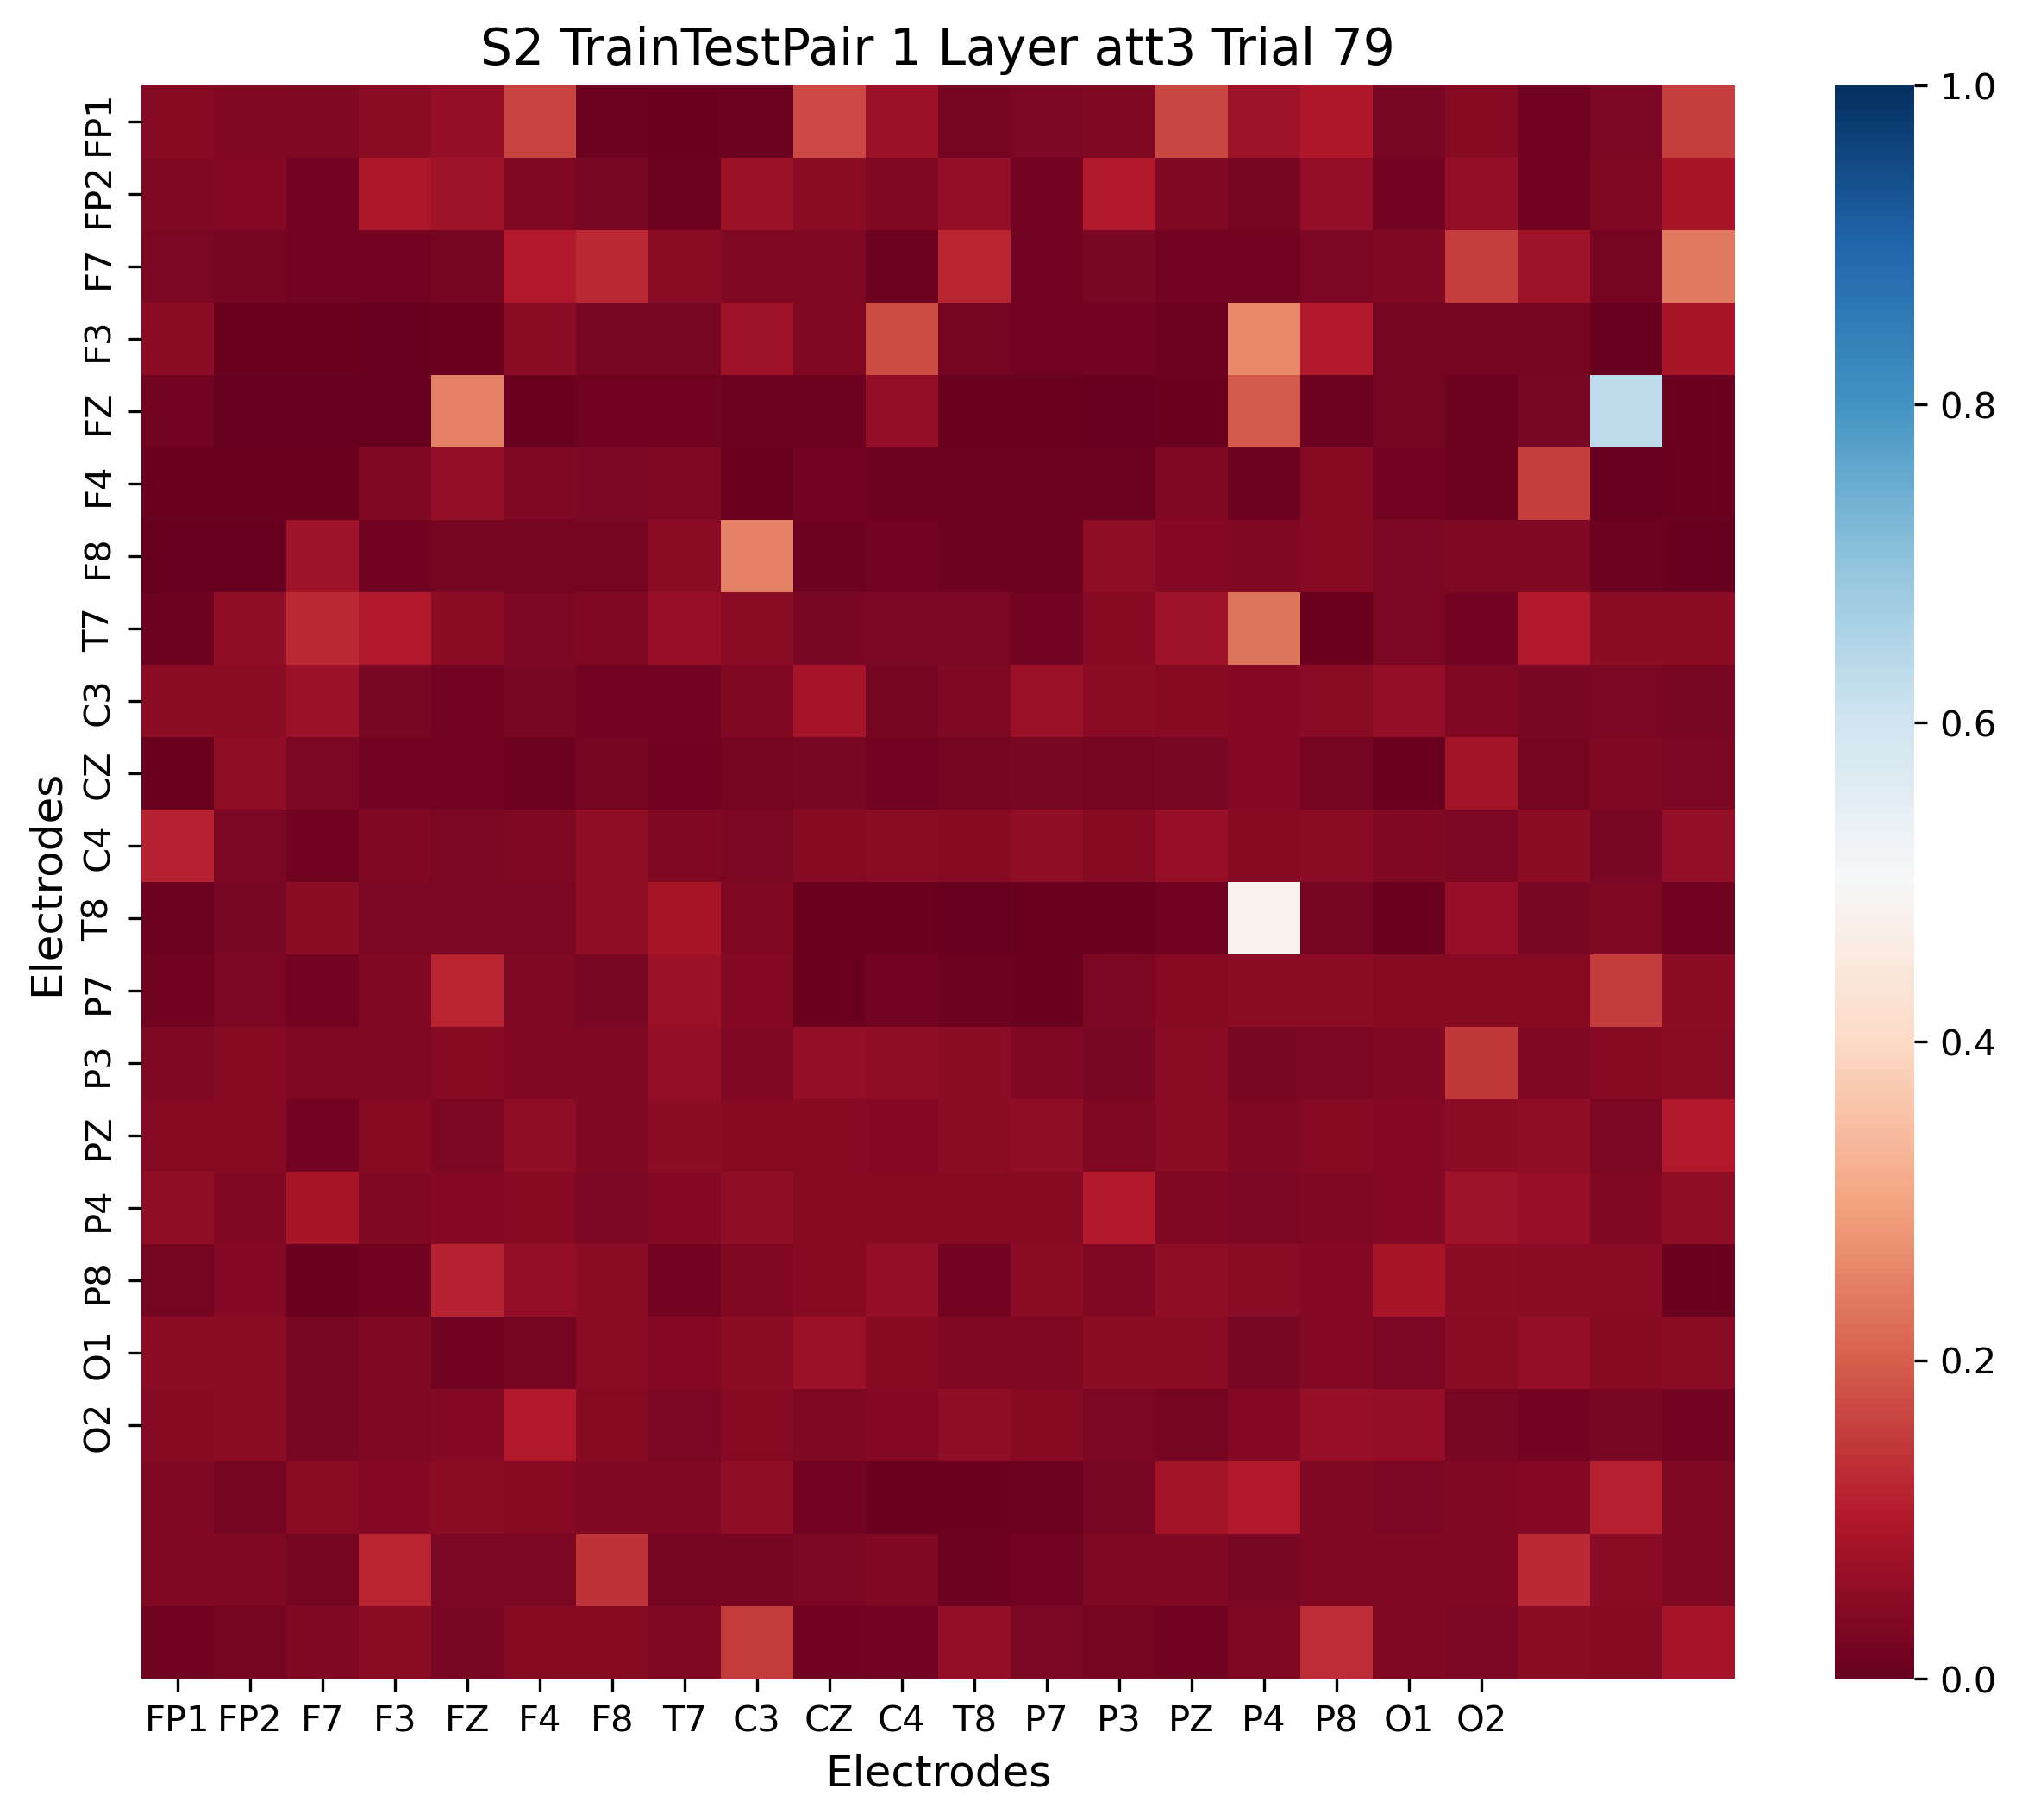 S2 TrainTestPair 1 Layer att3 Trial 79
Electrodes
FP1
FP2
F7
F3
FZ
F4
F8
T7
C3
CZ
C4
T8
P7
P3
PZ
P4
P8
O1
O2
FP1 FP2 F7 F3 FZ F4 F8 T7 C3 CZ C4 T8 P7 P3 PZ P4 P8 O1 O2
Electrodes
1.0
0.8
0.6
0.4
0.2
0.0